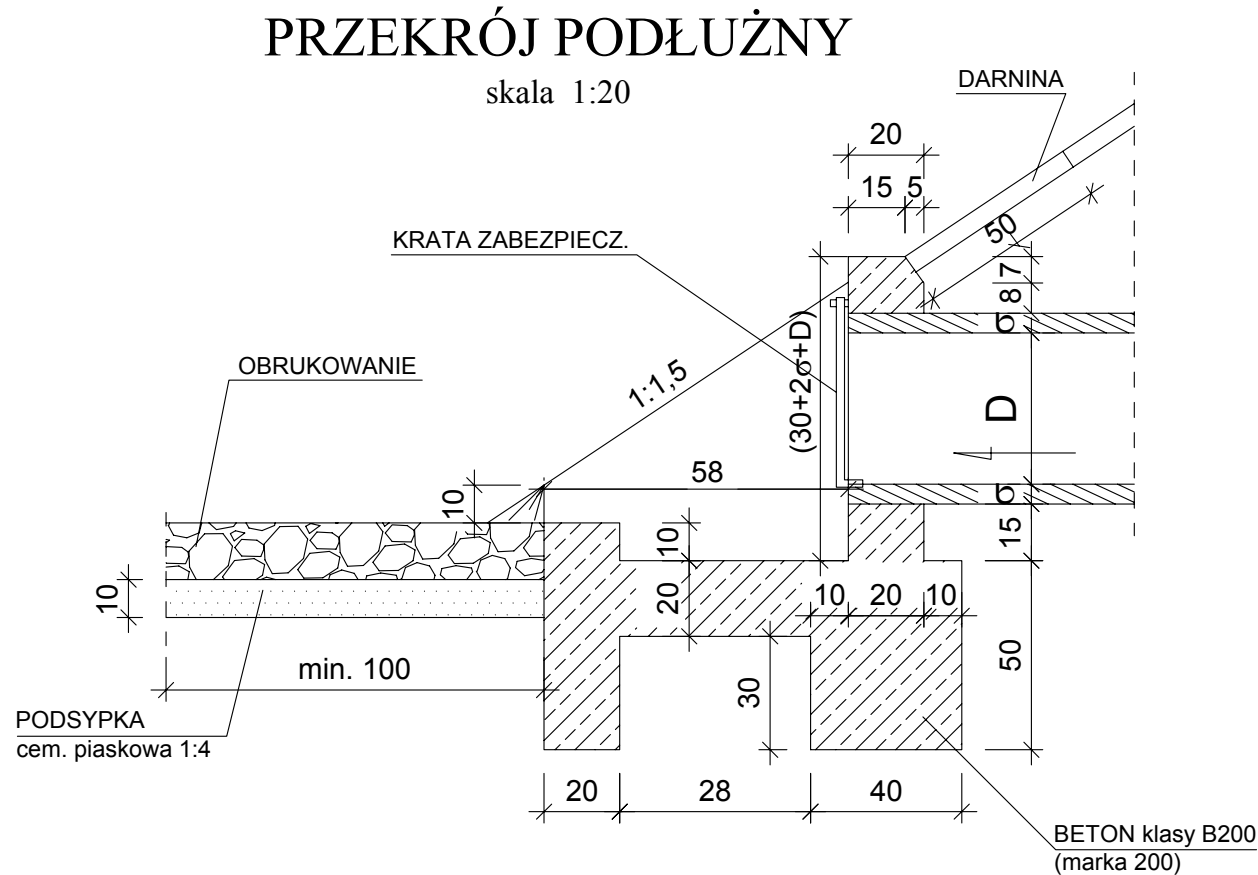 PRZEKRÓJ PODŁUŻNY
skala 1:20
DARNINA
20
15 5
50
KRATA ZABEZPIECZ.
7
8
σ
OBRUKOWANIE
1:1,5
(30+2σ+D)
D
58
10
σ
10
15
10
20
10 20 10
min. 100
30
50
PODSYPKA
cem. piaskowa 1:4
20 28 40
BETON klasy B200
(marka 200)